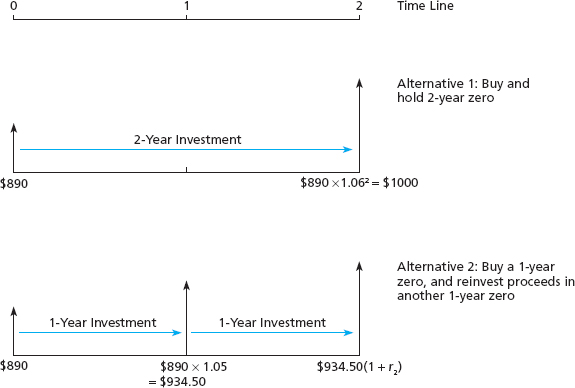 0 1 2 Time Line
Alternative 1: Buy and
hold 2-year zero
2-Year Investment
$890 $890 × 1.06² = $1000
Alternative 2: Buy a 1-year
zero, and reinvest proceeds in
another 1-year zero
1-Year Investment 1-Year Investment
$890 $890 × 1.05 $934.50(1 + r₂)
= $934.50